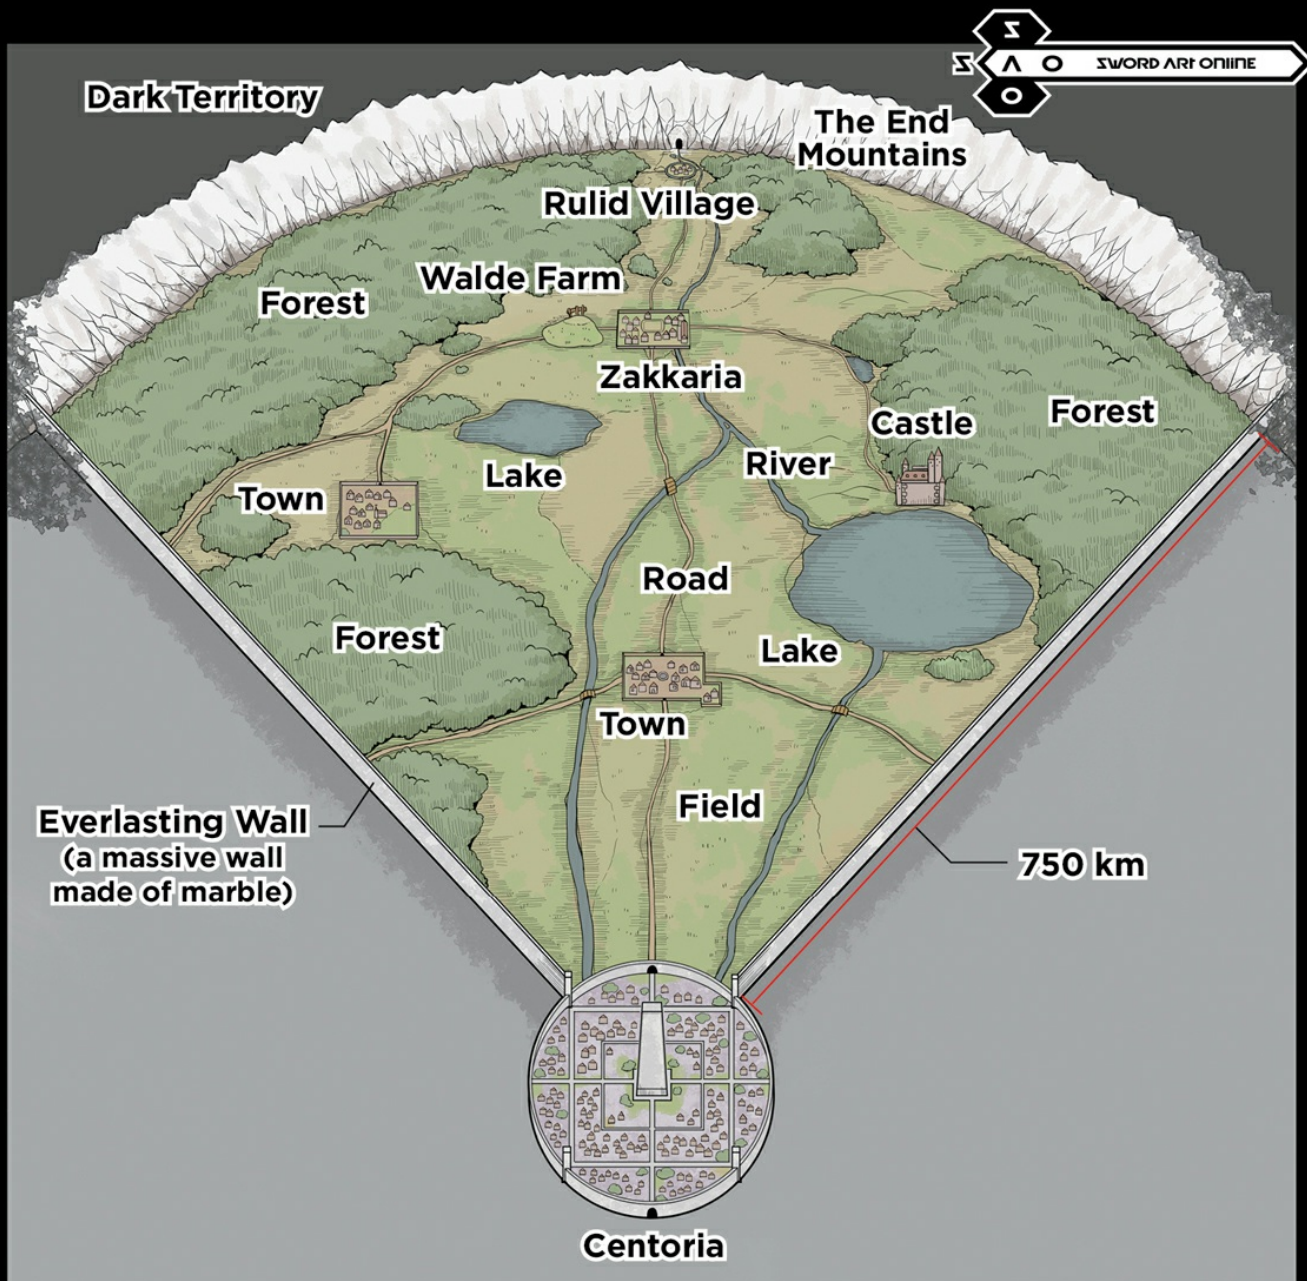 S
SAO SWORD ART ONLINE
O
Dark Territory
The End
Mountains
Rulid Village
Walde Farm
Forest
Zakkaria
Forest
Castle
River
Lake
Town
Road
Forest
Lake
Town
Field
Everlasting Wall
(a massive wall
made of marble)
750 km
Centoria